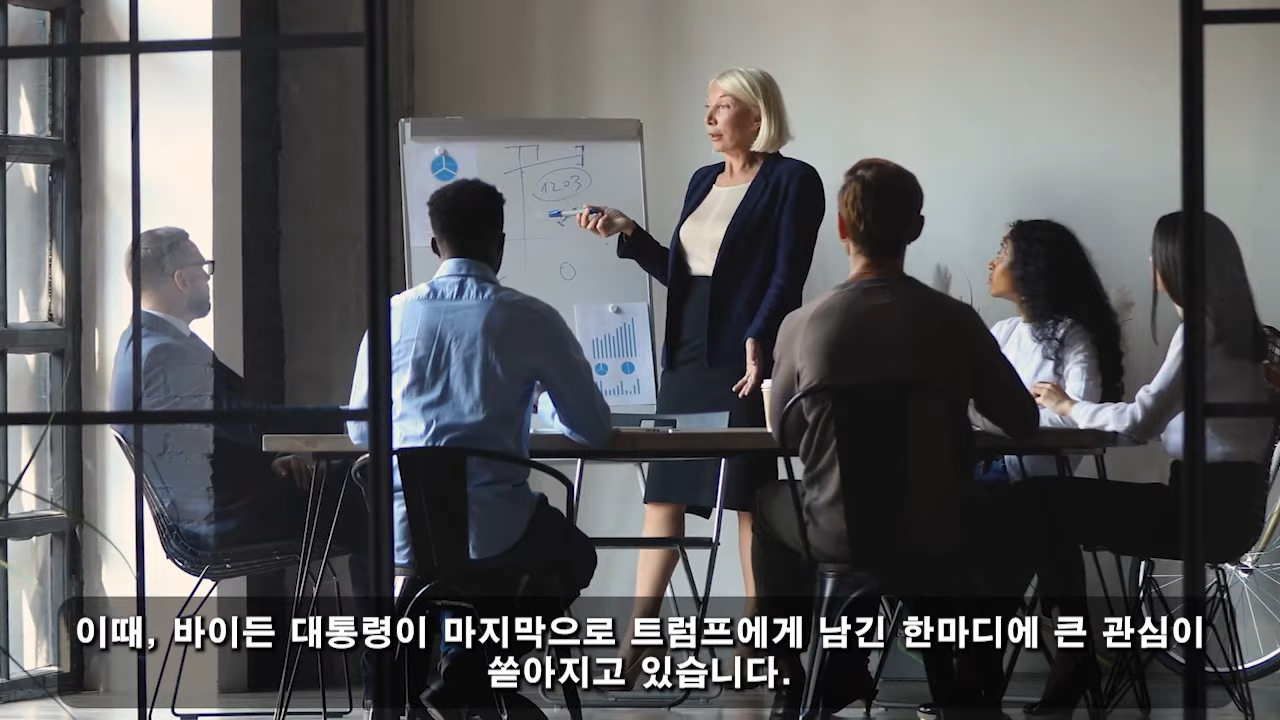 1203
이때, 바이든 대통령이 마지막으로 트럼프에게 남긴 한마디에 큰 관심이
쏟아지고 있습니다.